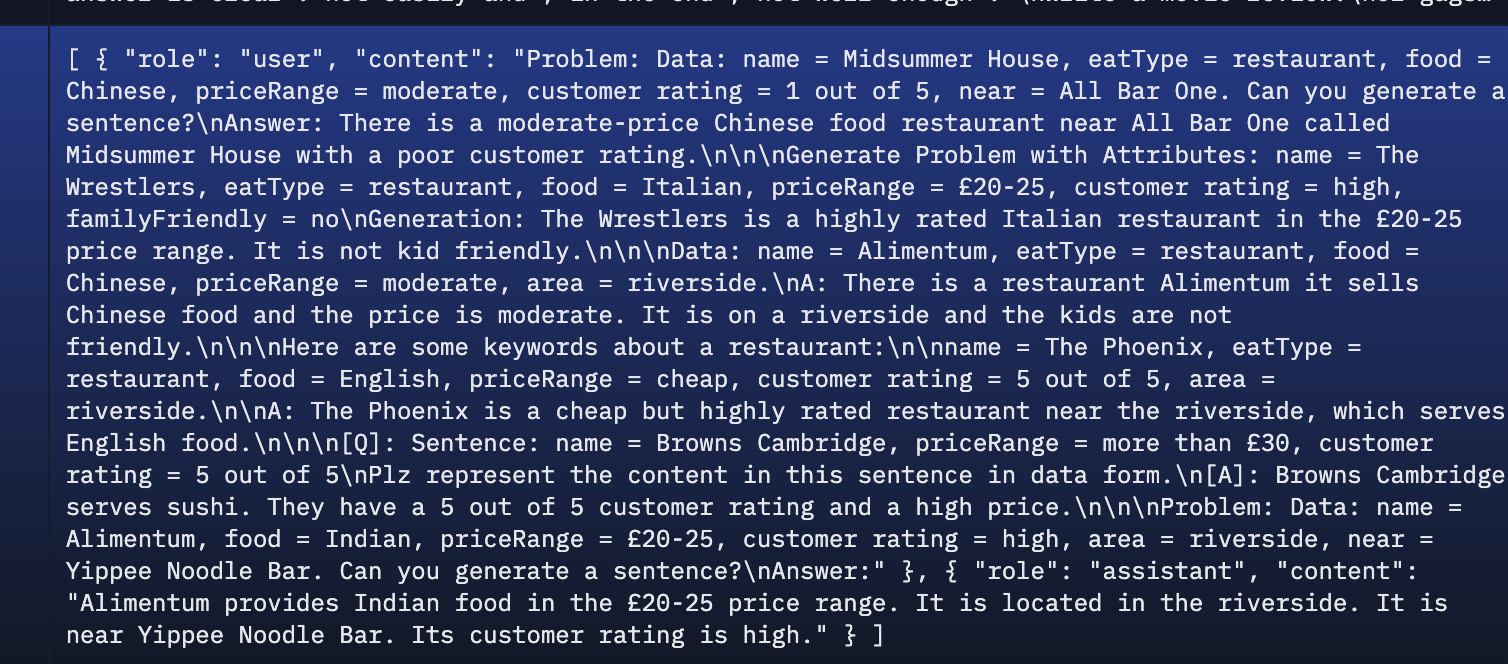 [ { "role": "user", "content": "Problem: Data: name = Midsummer House, eatType = restaurant, food =
Chinese, priceRange = moderate, customer rating = 1 out of 5, near = All Bar One. Can you generate a
sentence?\nAnswer: There is a moderate-price Chinese food restaurant near All Bar One called
Midsummer House with a poor customer rating.\n\n\nGenerate Problem with Attributes: name = The
Wrestlers, eatType = restaurant, food = Italian, priceRange = £20-25, customer rating = high,
familyFriendly = no\nGeneration: The Wrestlers is a highly rated Italian restaurant in the £20-25
price range. It is not kid friendly.\n\n\nData: name = Alimentum, eatType = restaurant, food =
Chinese, priceRange = moderate, area = riverside.\nA: There is a restaurant Alimentum it sells
Chinese food and the price is moderate. It is on a riverside and the kids are not
friendly.\n\n\nHere are some keywords about a restaurant:\n\nname = The Phoenix, eatType =
restaurant, food = English, priceRange = cheap, customer rating = 5 out of 5, area =
riverside.\n\nA: The Phoenix is a cheap but highly rated restaurant near the riverside, which serves
English food.\n\n\n[Q]: Sentence: name = Browns Cambridge, priceRange = more than £30, customer
rating = 5 out of 5\nPlz represent the content in this sentence in data form.\n[A]: Browns Cambridge
serves sushi. They have a 5 out of 5 customer rating and a high price.\n\n\nProblem: Data: name =
Alimentum, food = Indian, priceRange = £20-25, customer rating = high, area = riverside, near =
Yippee Noodle Bar. Can you generate a sentence?\nAnswer:" }, { "role": "assistant", "content":
"Alimentum provides Indian food in the £20-25 price range. It is located in the riverside. It is
near Yippee Noodle Bar. Its customer rating is high." } ]